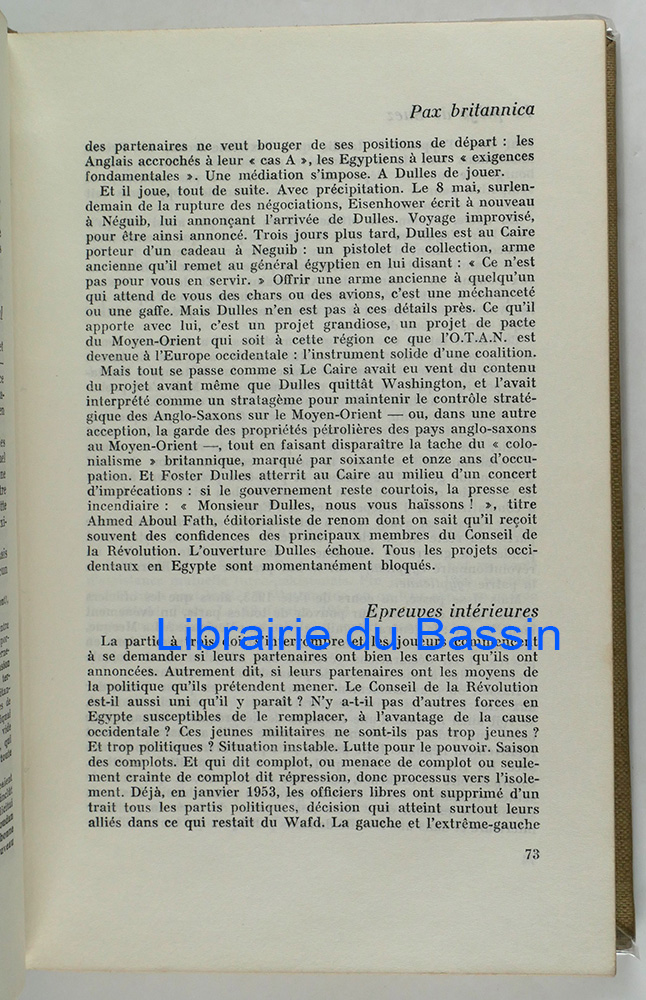 Pax britannica
des partenaires ne veut bouger de ses positions de départ : les
Anglais accrochés à leur « cas A », les Egyptiens à leurs « exigences
fondamentales ». Une médiation s'impose. A Dulles de jouer.
Et il joue, tout de suite. Avec précipitation. Le 8 mai, surlen-
demain de la rupture des négociations, Eisenhower écrit à nouveau
à Néguib, lui annonçant l'arrivée de Dulles. Voyage improvisé,
pour être ainsi annoncé. Trois jours plus tard, Dulles est au Caire
porteur d'un cadeau à Neguib : un pistolet de collection, arme
ancienne qu'il remet au général égyptien en lui disant : « Ce n'est
pas pour vous en servir. » Offrir une arme ancienne à quelqu'un
qui attend de vous des chars ou des avions, c'est une méchanceté
ou une gaffe. Mais Dulles n'en est pas à ces détails près. Ce qu'il
apporte avec lui, c'est un projet grandiose, un projet de pacte
du Moyen-Orient qui soit à cette région ce que l'O.T.A.N. est
devenue à l'Europe occidentale : l'instrument solide d'une coalition.
Mais tout se passe comme si Le Caire avait eu vent du contenu
du projet avant même que Dulles quittât Washington, et l'avait
interprété comme un stratagème pour maintenir le contrôle straté-
gique des Anglo-Saxons sur le Moyen-Orient — ou, dans une autre
acception, la garde des propriétés pétrolières des pays anglo-saxons
au Moyen-Orient —, tout en faisant disparaître la tache du « colo-
nialisme » britannique, marqué par soixante et onze ans d'occu-
pation. Et Foster Dulles atterrit au Caire au milieu d'un concert
d'imprécations : si le gouvernement reste courtois, la presse est
incendiaire : « Monsieur Dulles, nous vous haïssons ! », titre
Ahmed Aboul Fath, éditorialiste de renom dont on sait qu'il reçoit
souvent des confidences des principaux membres du Conseil de
la Révolution. L'ouverture Dulles échoue. Tous les projets occi-
dentaux en Egypte sont momentanément bloqués.
Epreuves intérieures
La partie à trois doit s'interrompre et les joueurs commencent
Librairie du Bassin
à se demander si leurs partenaires ont bien les cartes qu'ils ont
annoncées. Autrement dit, si leurs partenaires ont les moyens de
la politique qu'ils prétendent mener. Le Conseil de la Révolution
est-il aussi uni qu'il y paraît ? N'y a-t-il pas d'autres forces en
Egypte susceptibles de le remplacer, à l'avantage de la cause
occidentale ? Ces jeunes militaires ne sont-ils pas trop jeunes ?
Et trop politiques ? Situation instable. Lutte pour le pouvoir. Saison
des complots. Et qui dit complot, ou menace de complot ou seule-
ment crainte de complot dit répression, donc processus vers l'isole-
ment. Déjà, en janvier 1953, les officiers libres ont supprimé d'un
trait tous les partis politiques, décision qui atteint surtout leurs
alliés dans ce qui restait du Wafd. La gauche et l'extrême-gauche
73